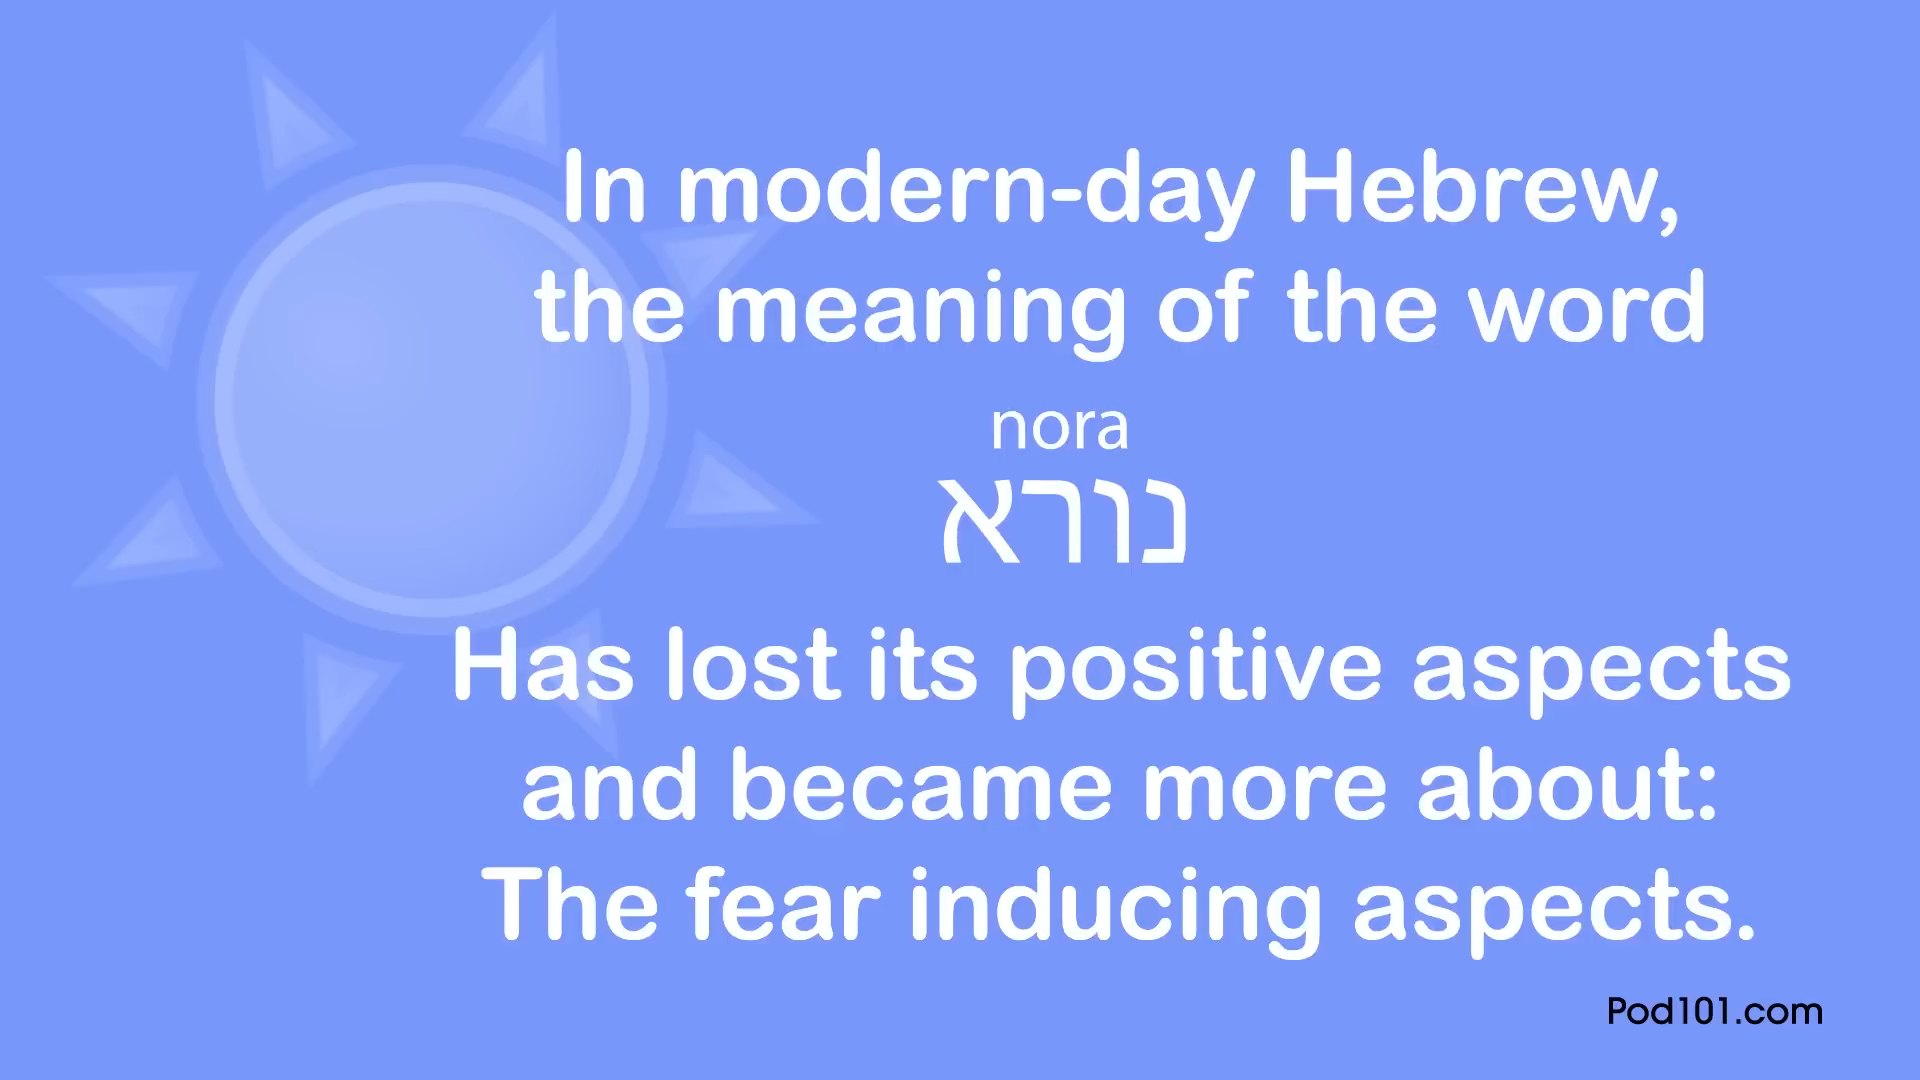 In modern-day Hebrew,
the meaning of the word
nora
נורא
Has lost its positive aspects
and became more about:
The fear inducing aspects.
Pod101.com